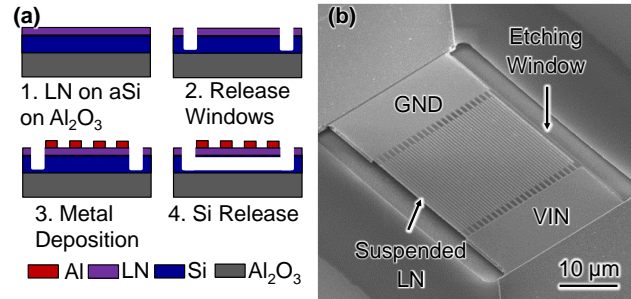 (a)
1. LN on aSi
on Al₂O₃
2. Release
Windows
3. Metal
Deposition
4. Si Release
Al LN Si Al₂O₃
(b)
Etching
Window
GND
VIN
Suspended
LN
10 μm